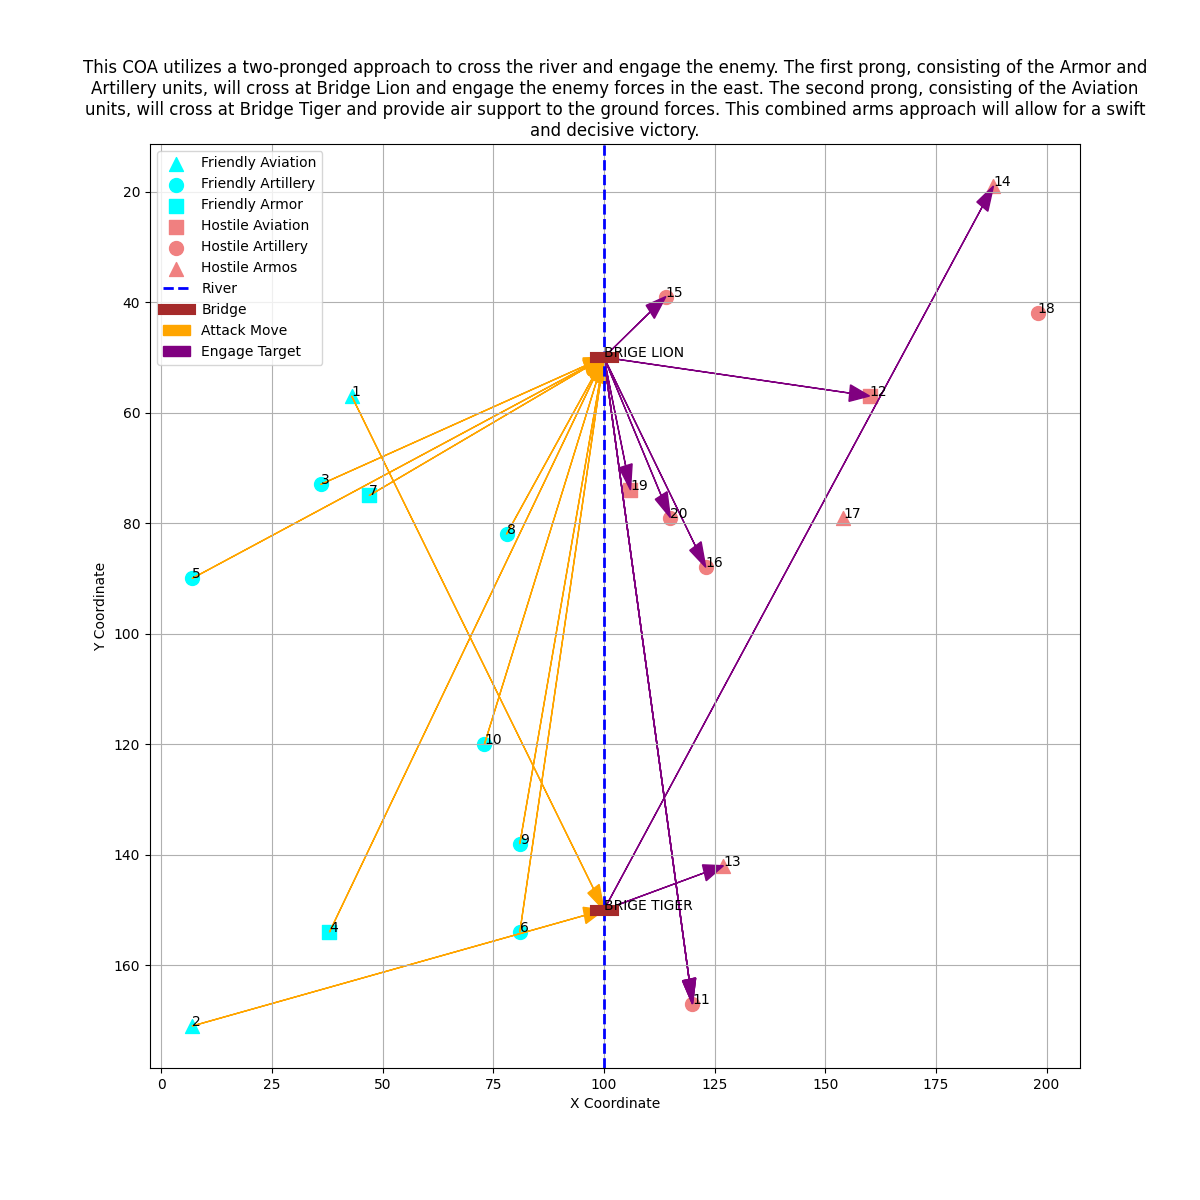 This COA utilizes a two-pronged approach to cross the river and engage the enemy. The first prong, consisting of the Armor and
Artillery units, will cross at Bridge Lion and engage the enemy forces in the east. The second prong, consisting of the Aviation
units, will cross at Bridge Tiger and provide air support to the ground forces. This combined arms approach will allow for a swift
and decisive victory.
Friendly Aviation
Friendly Artillery
Friendly Armor
Hostile Aviation
Hostile Artillery
Hostile Armos
River
Bridge
Attack Move
Engage Target
14
15
18
BRIGE LION
1
12
3
7
19
20
17
8
16
5
10
9
13
BRIGE TIGER
4
6
11
2
20
40
60
80
100
120
140
160
Y Coordinate
0
25
50
75
100
125
150
175
200
X Coordinate